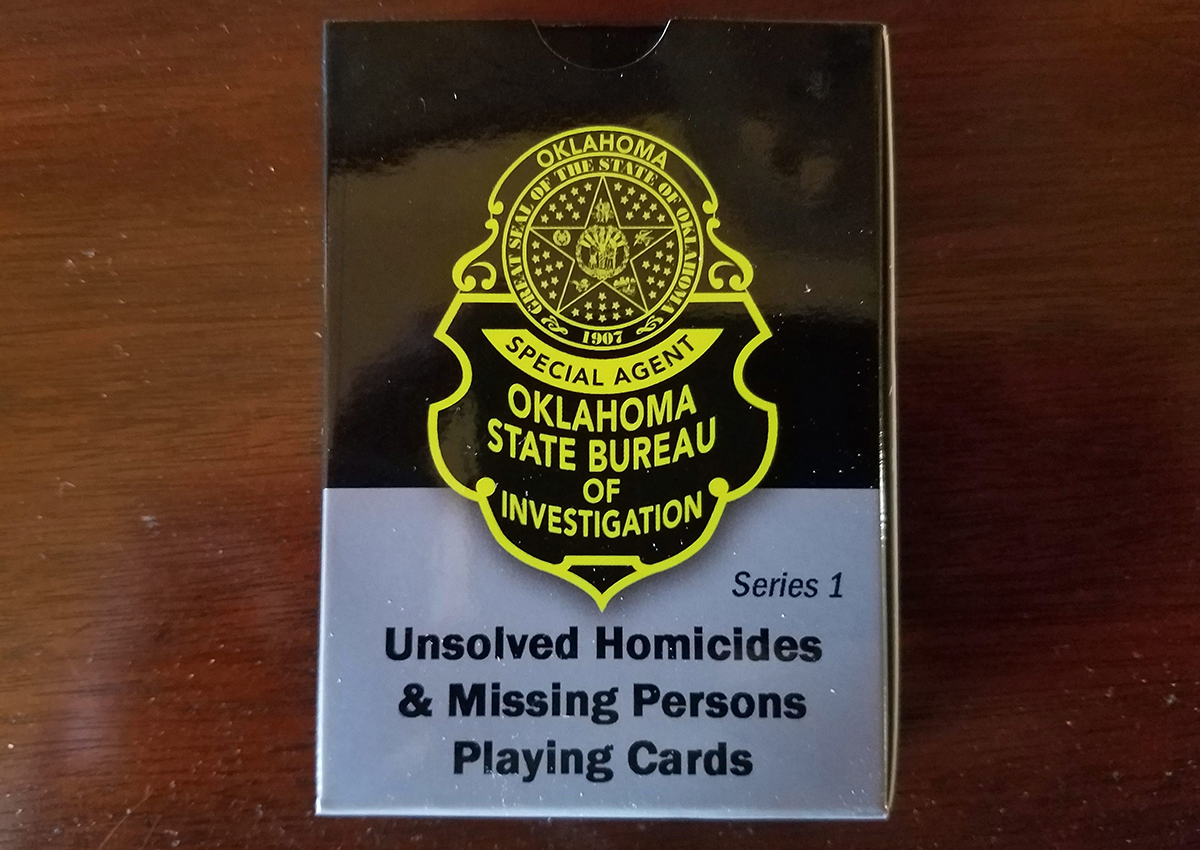 OKLAHOMA
GREAT SEAL OF THE STATE OF OKLAHOMA
1907
SPECIAL AGENT
OKLAHOMA
STATE BUREAU
OF
INVESTIGATION
Series 1
Unsolved Homicides
& Missing Persons
Playing Cards